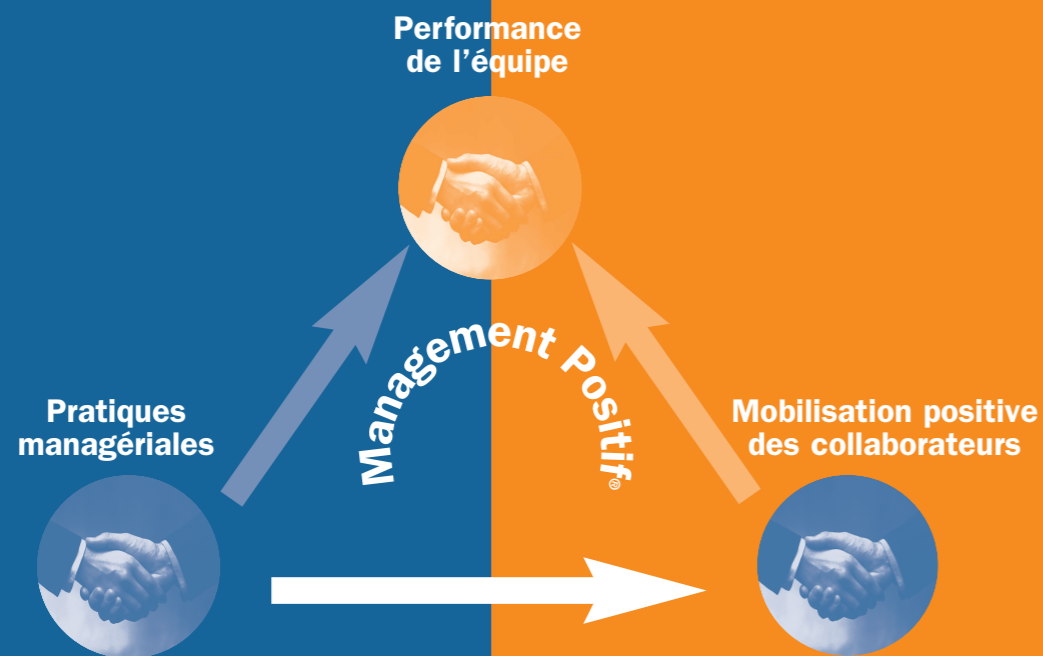 Performance
de l'équipe
Management Positif®
Pratiques
managériales
Mobilisation positive
des collaborateurs